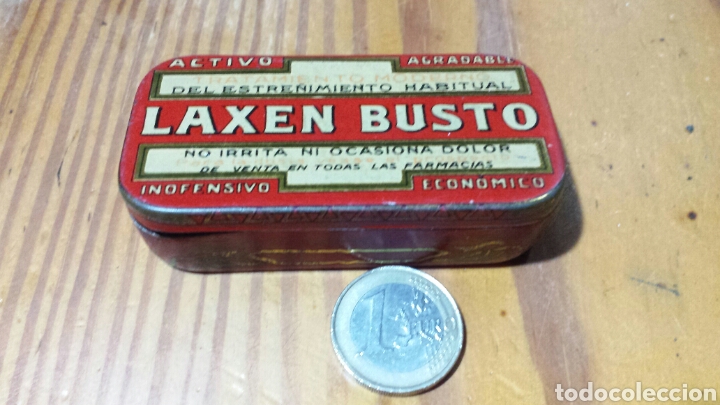 ACTIVO AGRADABLE
TRATAMIENTO MODERNO
DEL ESTREÑIMIENTO HABITUAL
LAXEN BUSTO
NO IRRITA NI OCASIONA DOLOR
DE VENTA EN TODAS LAS FARMACIAS
INOFENSIVO ECONÓMICO
1 EURO
todocoleccion